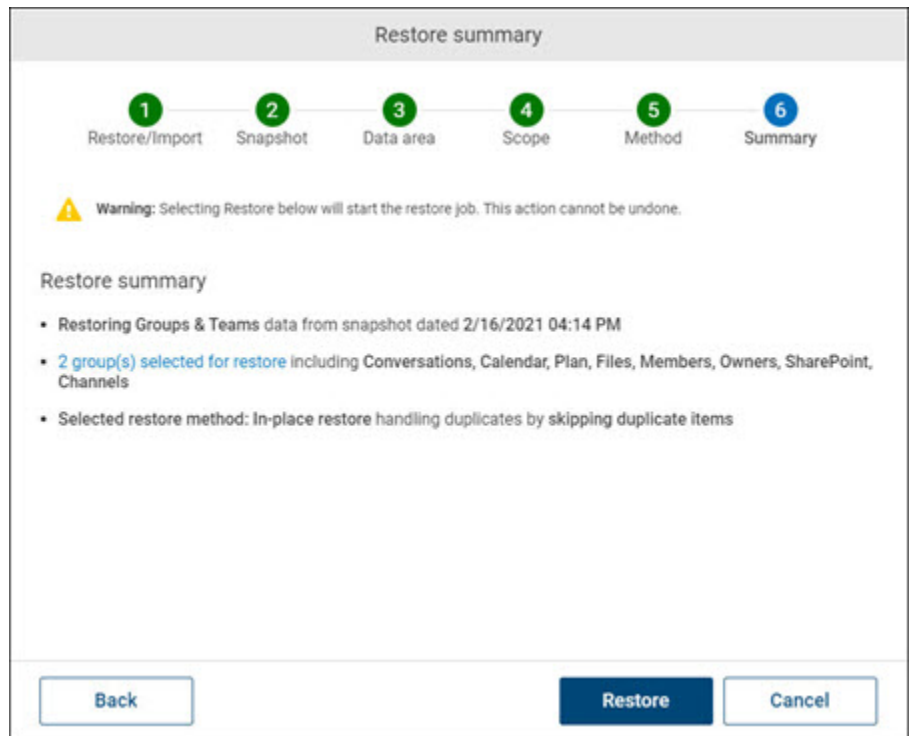 Restore summary
1 2 3 4 5 6
Restore/Import Snapshot Data area Scope Method Summary
Warning: Selecting Restore below will start the restore job. This action cannot be undone.
Restore summary
• Restoring Groups & Teams data from snapshot dated 2/16/2021 04:14 PM
• 2 group(s) selected for restore including Conversations, Calendar, Plan, Files, Members, Owners, SharePoint,
Channels
• Selected restore method: In-place restore handling duplicates by skipping duplicate items
Back Restore Cancel